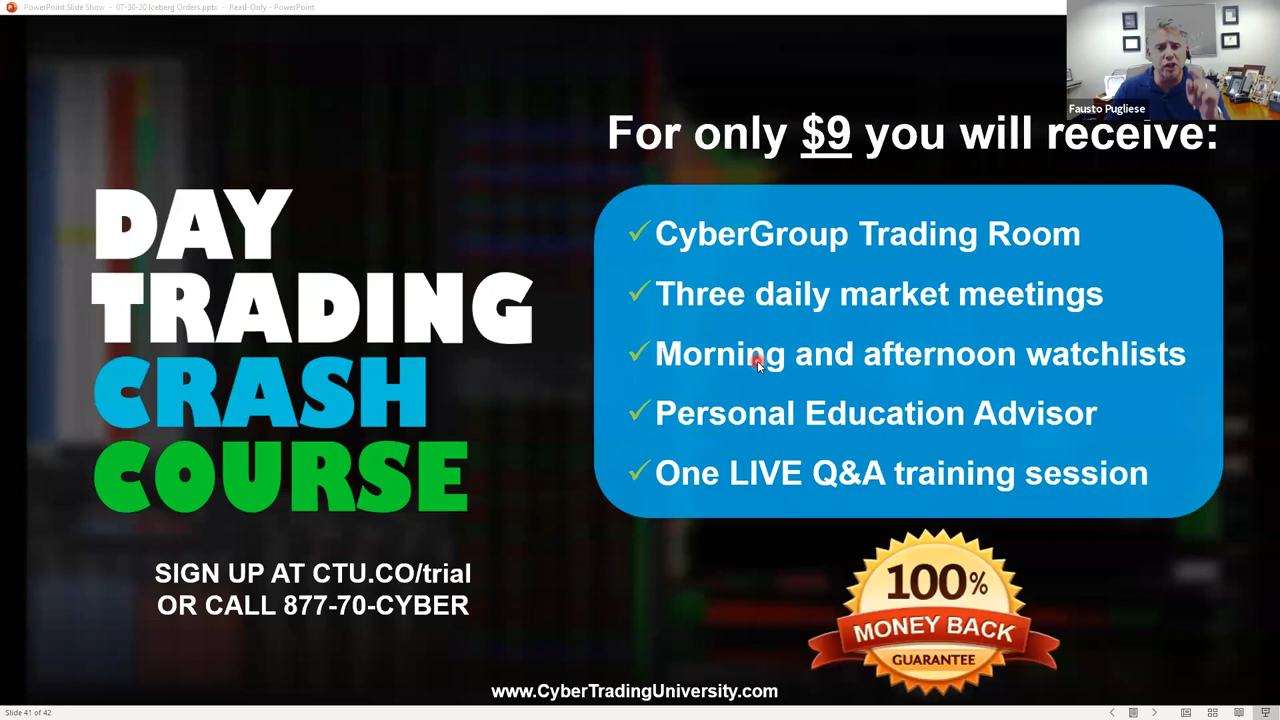 PowerPoint Slide Show - 07-30-20 Iceberg Orders.pptx - Read-Only - PowerPoint
Fausto Pugliese
For only $9 you will receive:
DAY
TRADING
CRASH
COURSE
✓ CyberGroup Trading Room
✓ Three daily market meetings
✓ Morning and afternoon watchlists
✓ Personal Education Advisor
✓ One LIVE Q&A training session
SIGN UP AT CTU.CO/trial
OR CALL 877-70-CYBER
100%
MONEY BACK
GUARANTEE
www.CyberTradingUniversity.com
Slide 41 of 42